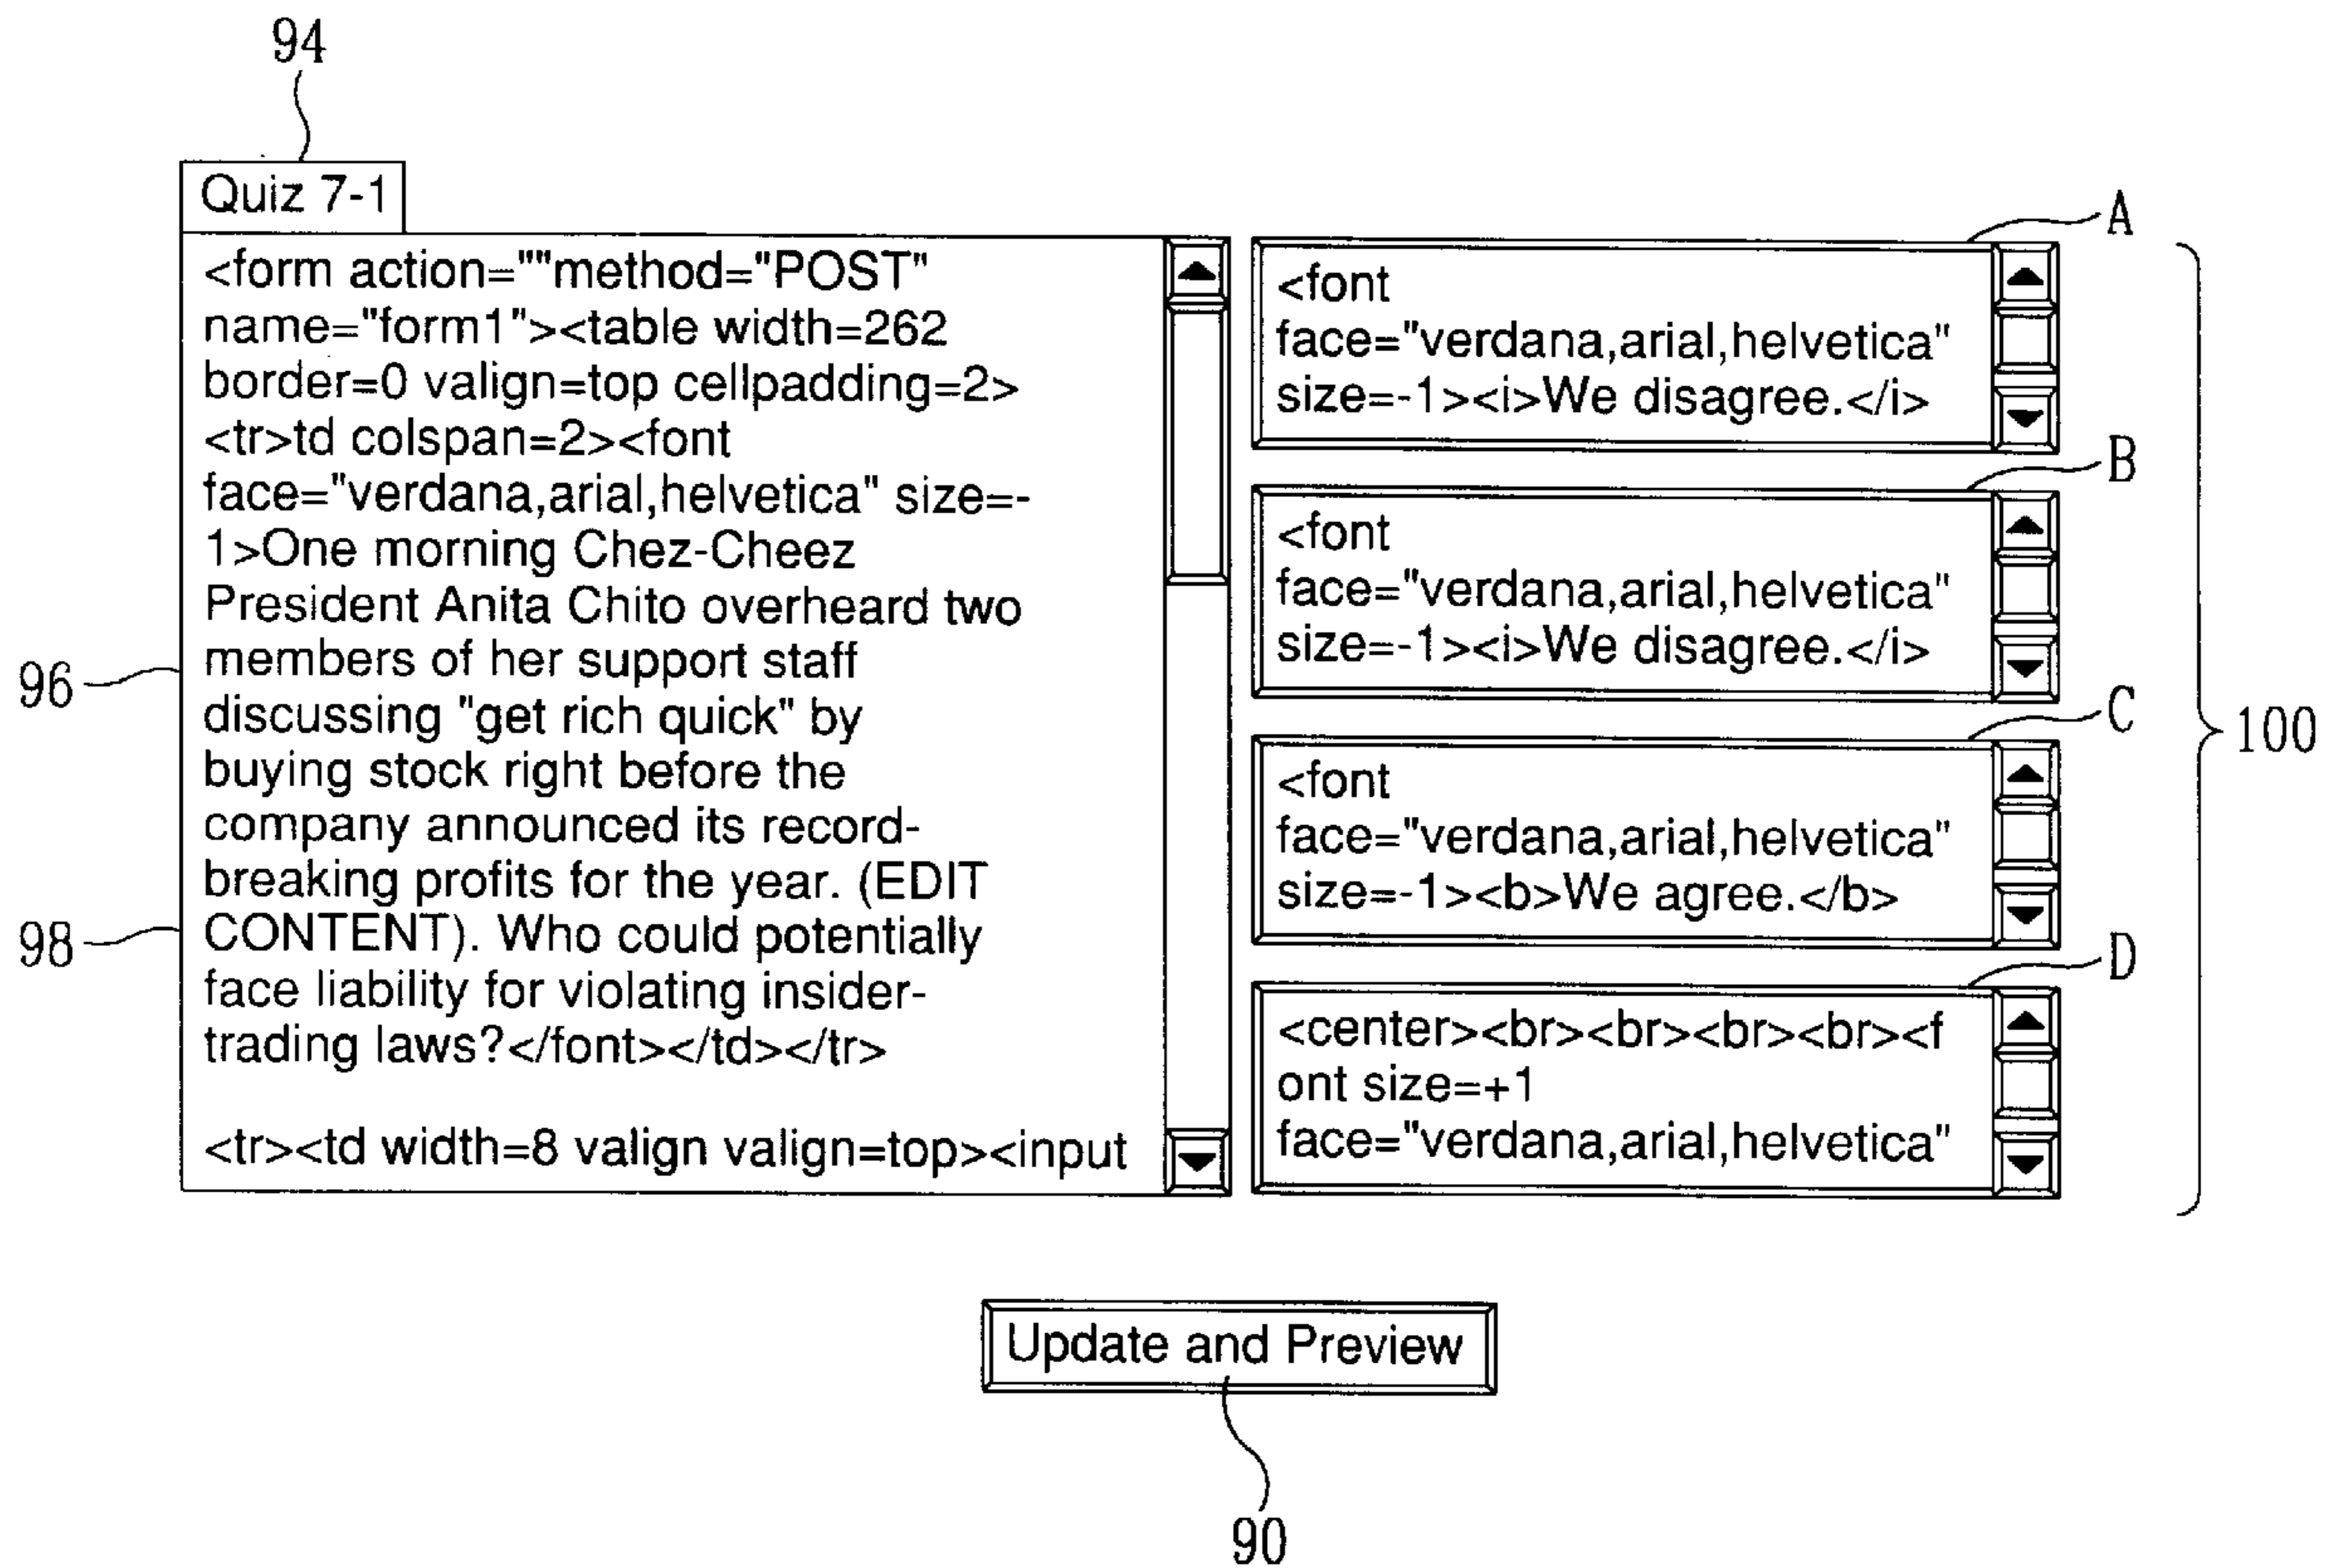 94
Quiz 7-1
<form action=""method="POST"
name="form1"><table width=262
border=0 valign=top cellpadding=2>
<tr>td colspan=2><font
face="verdana,arial,helvetica" size=-
1>One morning Chez-Cheez
President Anita Chito overheard two
members of her support staff
discussing "get rich quick" by
buying stock right before the
company announced its record-
breaking profits for the year. (EDIT
CONTENT). Who could potentially
face liability for violating insider-
trading laws?</font></td></tr>
<tr><td width=8 valign valign=top><input
96
98
A
<font
face="verdana,arial,helvetica"
size=-1><i>We disagree.</i>
B
<font
face="verdana,arial,helvetica"
size=-1><i>We disagree.</i>
C
<font
face="verdana,arial,helvetica"
size=-1><b>We agree.</b>
D
<center><br><br><br><br><f
ont size=+1
face="verdana,arial,helvetica"
100
Update and Preview
90